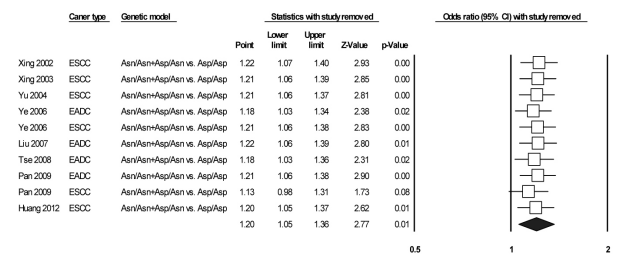 Caner type Genetic model Statistics with study removed Odds ratio (95% CI) with study removed
Lower Upper
Point limit limit Z-Value p-Value
Xing 2002 ESCC Asn/Asn+Asp/Asn vs. Asp/Asp 1.22 1.07 1.40 2.93 0.00
Xing 2003 ESCC Asn/Asn+Asp/Asn vs. Asp/Asp 1.21 1.06 1.39 2.85 0.00
Yu 2004 ESCC Asn/Asn+Asp/Asn vs. Asp/Asp 1.21 1.06 1.37 2.81 0.00
Ye 2006 EADC Asn/Asn+Asp/Asn vs. Asp/Asp 1.18 1.03 1.34 2.38 0.02
Ye 2006 ESCC Asn/Asn+Asp/Asn vs. Asp/Asp 1.21 1.06 1.38 2.83 0.00
Liu 2007 EADC Asn/Asn+Asp/Asn vs. Asp/Asp 1.22 1.06 1.39 2.80 0.01
Tse 2008 EADC Asn/Asn+Asp/Asn vs. Asp/Asp 1.18 1.03 1.36 2.31 0.02
Pan 2009 EADC Asn/Asn+Asp/Asn vs. Asp/Asp 1.21 1.06 1.38 2.90 0.00
Pan 2009 ESCC Asn/Asn+Asp/Asn vs. Asp/Asp 1.13 0.98 1.31 1.73 0.08
Huang 2012 ESCC Asn/Asn+Asp/Asn vs. Asp/Asp 1.20 1.05 1.37 2.62 0.01
1.20 1.05 1.36 2.77 0.01
0.5 1 2